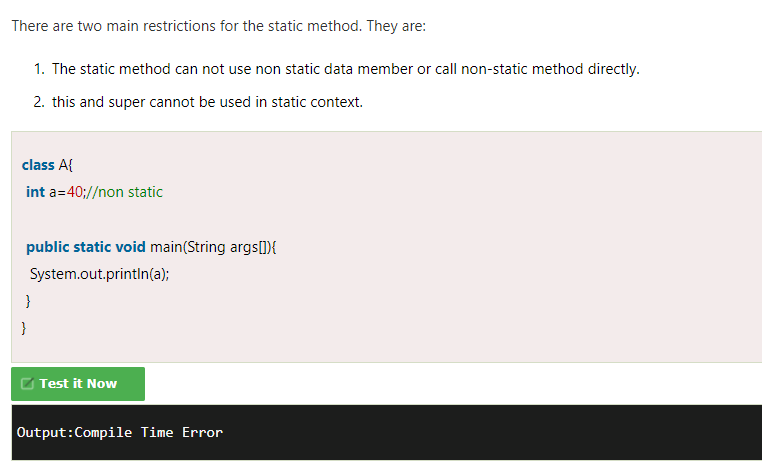 There are two main restrictions for the static method. They are:
1. The static method can not use non static data member or call non-static method directly.
2. this and super cannot be used in static context.
class A{
int a=40;//non static
public static void main(String args[]){
System.out.println(a);
}
}
Test it Now
Output:Compile Time Error